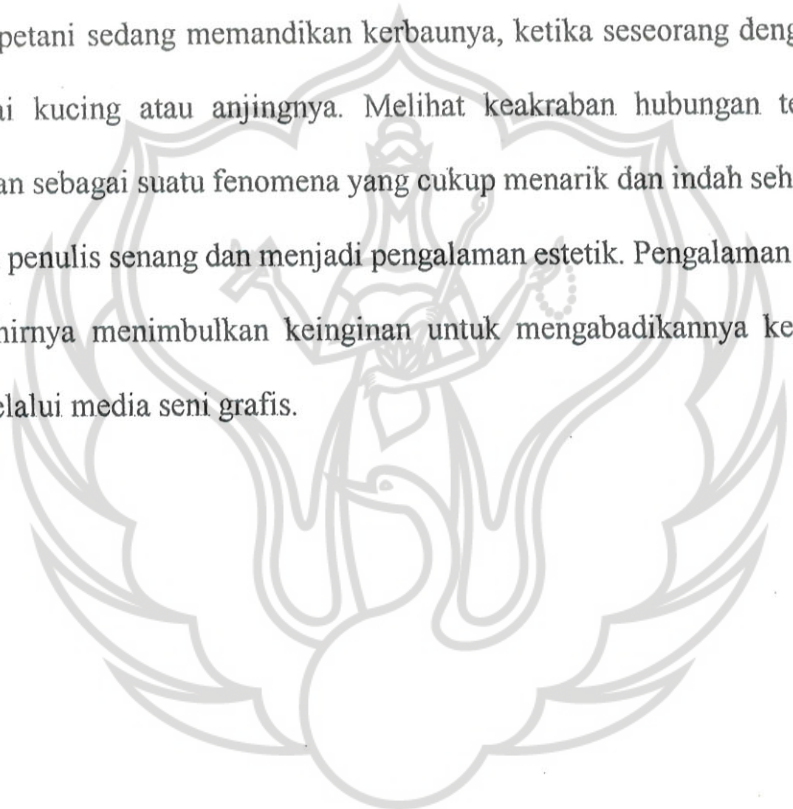 petani sedang memandikan kerbaunya, ketika seseorang deng
ai kucing atau anjingnya. Melihat keakraban hubungan te
an sebagai suatu fenomena yang cukup menarik dan indah seh
penulis senang dan menjadi pengalaman estetik. Pengalaman
hirnya menimbulkan keinginan untuk mengabadikannya ke
elalui media seni grafis.